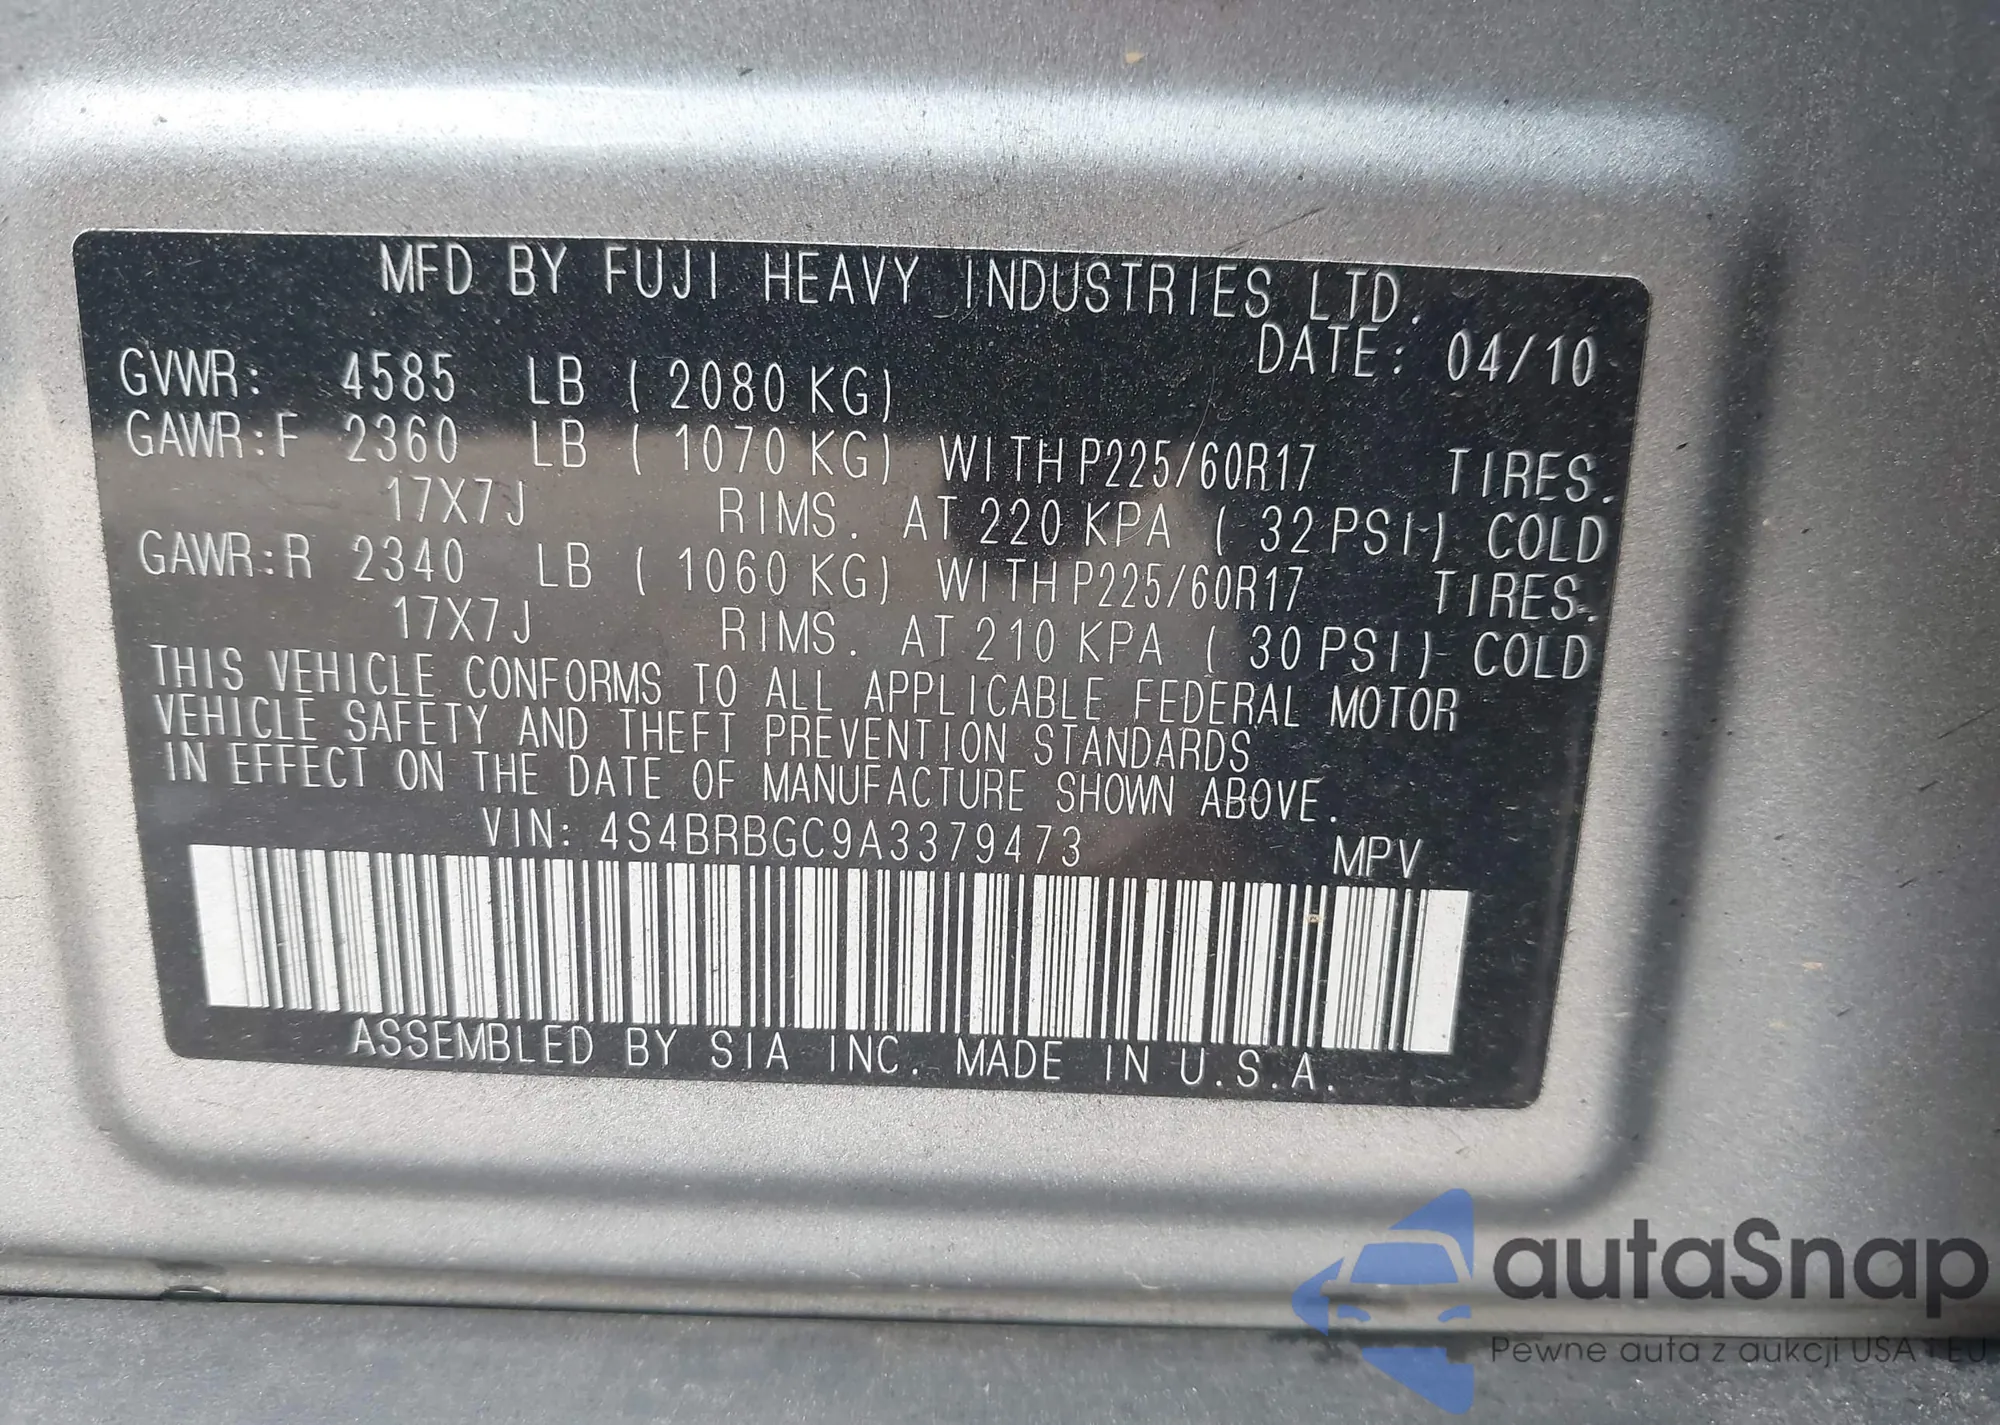 MFD BY FUJI HEAVY INDUSTRIES LTD.
DATE: 04/10
GVWR: 4585 LB ( 2080 KG)
GAWR:F 2360 LB ( 1070 KG) WITH P225/60R17 TIRES.
17X7J RIMS. AT 220 KPA ( 32 PSI) COLD
GAWR:R 2340 LB ( 1060 KG) WITH P225/60R17 TIRES.
17X7J RIMS. AT 210 KPA ( 30 PSI) COLD
THIS VEHICLE CONFORMS TO ALL APPLICABLE FEDERAL MOTOR
VEHICLE SAFETY AND THEFT PREVENTION STANDARDS
IN EFFECT ON THE DATE OF MANUFACTURE SHOWN ABOVE.
VIN: 4S4BRBGC9A3379473 MPV
ASSEMBLED BY SIA INC. MADE IN U.S.A.
autaSnap
Pewne auta z aukcji USA i EU